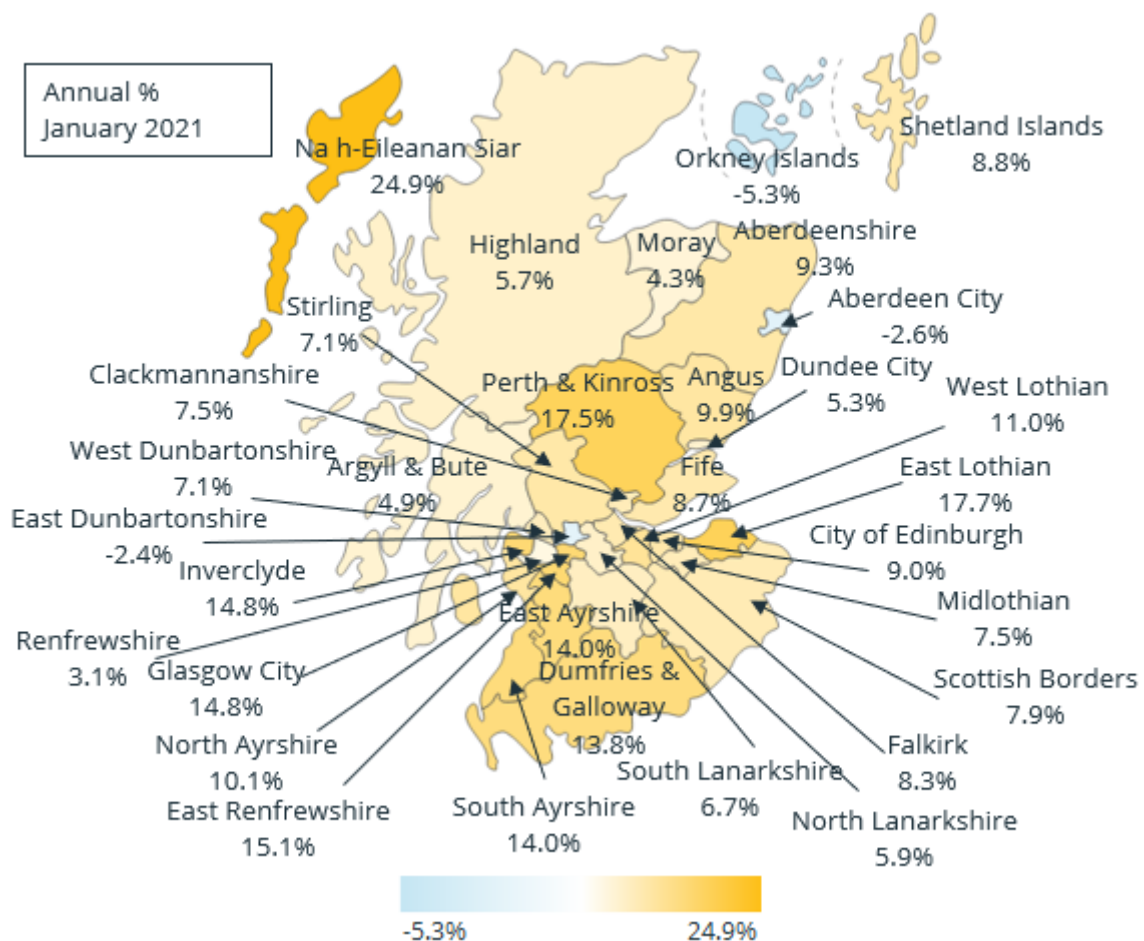 Annual %
January 2021
Na h-Eileanan Siar
24.9%
Orkney Islands
-5.3%
Shetland Islands
8.8%
Highland
5.7%
Moray
4.3%
Aberdeenshire
9.3%
Aberdeen City
-2.6%
Stirling
7.1%
Clackmannanshire
7.5%
Perth & Kinross
17.5%
Angus
9.9%
Dundee City
5.3%
West Lothian
11.0%
West Dunbartonshire
7.1%
Argyll & Bute
4.9%
Fife
8.7%
East Lothian
17.7%
East Dunbartonshire
-2.4%
City of Edinburgh
9.0%
Inverclyde
14.8%
Midlothian
7.5%
East Ayrshire
14.0%
Renfrewshire
3.1%
Glasgow City
14.8%
Dumfries &
Galloway
13.8%
Scottish Borders
7.9%
North Ayrshire
10.1%
Falkirk
8.3%
South Lanarkshire
6.7%
East Renfrewshire
15.1%
South Ayrshire
14.0%
North Lanarkshire
5.9%
-5.3%
24.9%